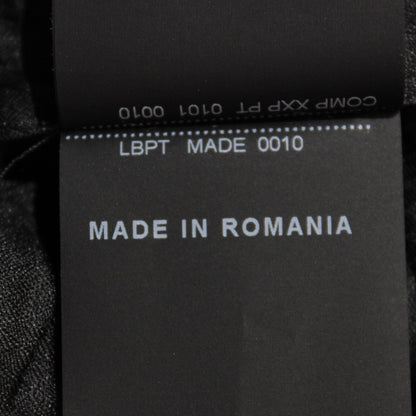 COMP XXP PT 0101 0010
LBPT MADE 0010
MADE IN ROMANIA